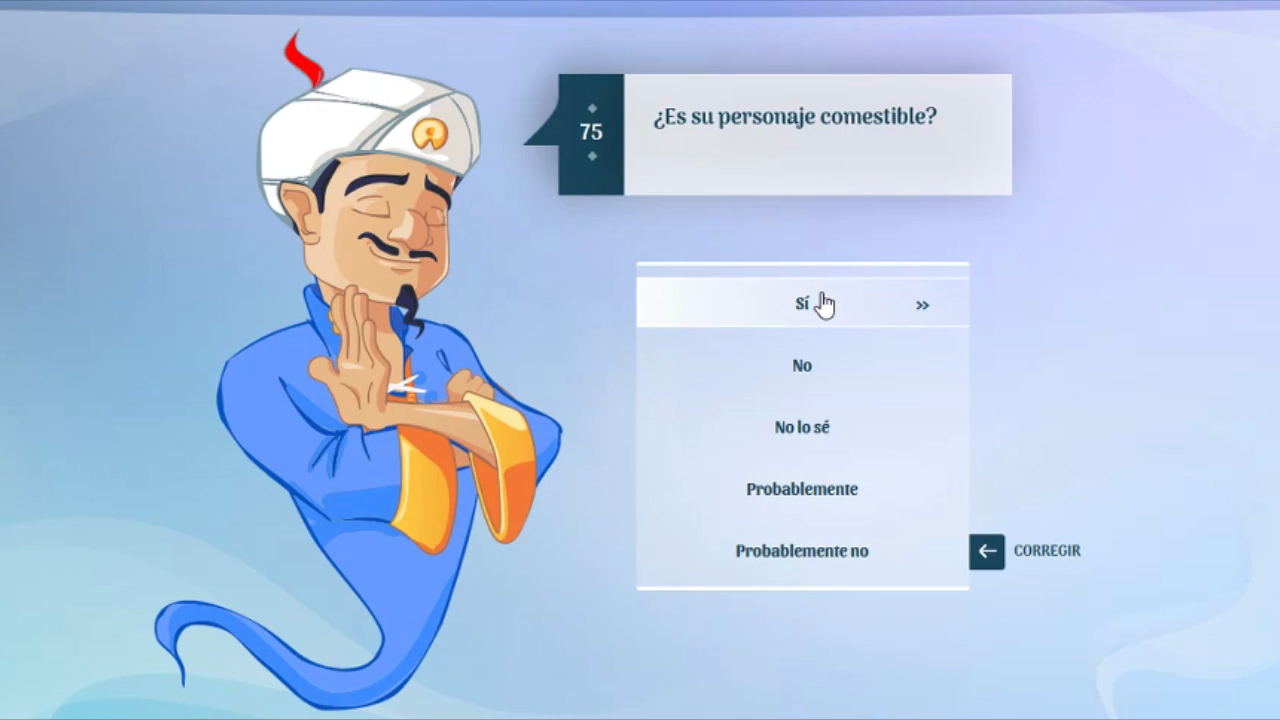 75
¿Es su personaje comestible?
Sí
No
No lo sé
Probablemente
Probablemente no
CORREGIR